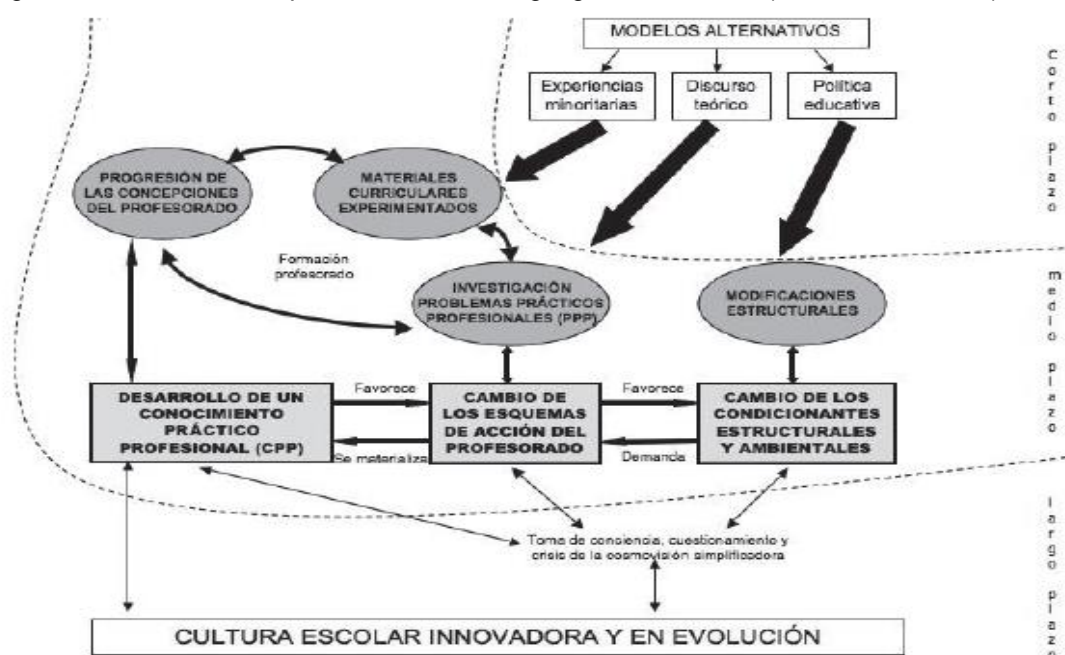 MODELOS ALTERNATIVOS
Experiencias
minoritarias
Discurso
teórico
Política
educativa
Corto plazo
PROGRESIÓN DE
LAS CONCEPCIONES
DEL PROFESORADO
MATERIALES
CURRICULARES
EXPERIMENTADOS
Formación
profesorado
INVESTIGACIÓN
PROBLEMAS PRÁCTICOS
PROFESIONALES (PPP)
MODIFICACIONES
ESTRUCTURALES
medio plazo
DESARROLLO DE UN
CONOCIMIENTO
PRÁCTICO
PROFESIONAL (CPP)
Favorece
Se materializa
CAMBIO DE
LOS ESQUEMAS
DE ACCIÓN DEL
PROFESORADO
Favorece
Demanda
CAMBIO DE LOS
CONDICIONANTES
ESTRUCTURALES
Y AMBIENTALES
Toma de conciencia, cuestionamiento y
crisis de la cosmovisión simplificadora
largo plazo
CULTURA ESCOLAR INNOVADORA Y EN EVOLUCIÓN